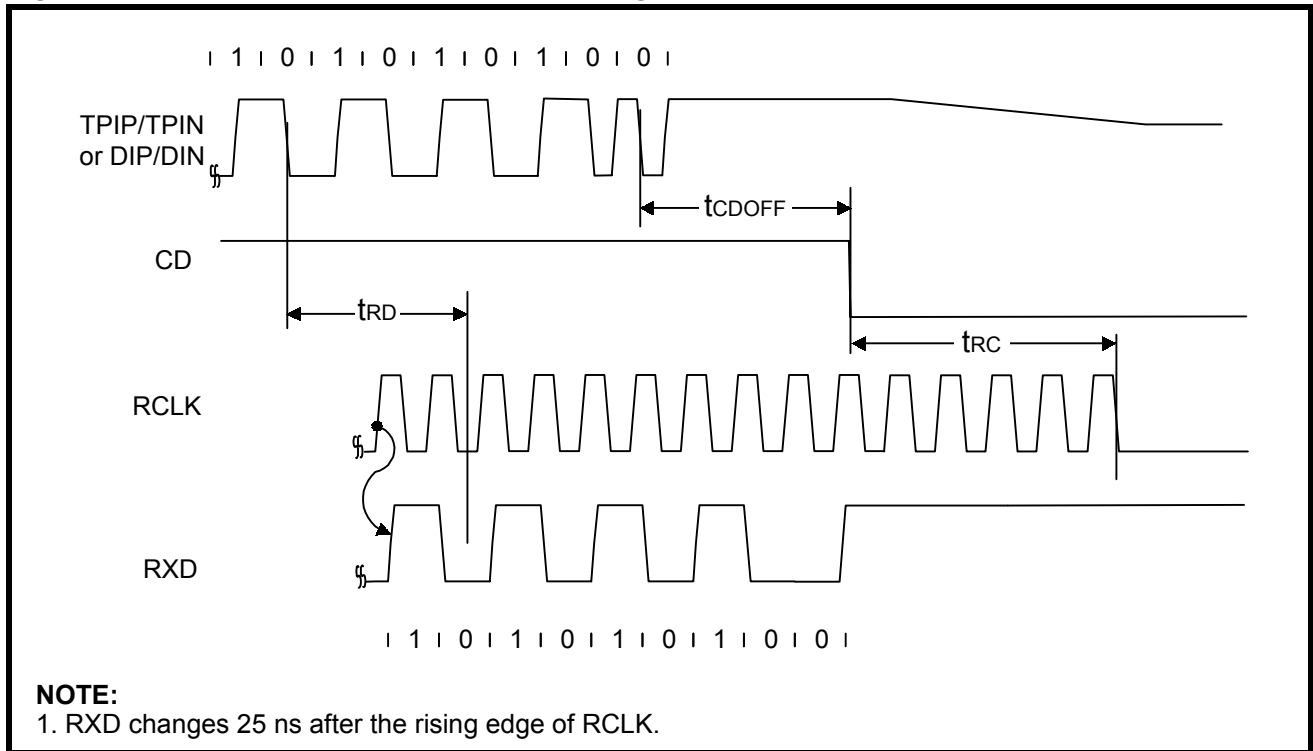 1 0 1 0 1 0 1 0 0
TPIP/TPIN
or DIP/DIN
tCDOFF
CD
tRD
tRC
RCLK
RXD
1 0 1 0 1 0 1 0 0
NOTE:
1. RXD changes 25 ns after the rising edge of RCLK.